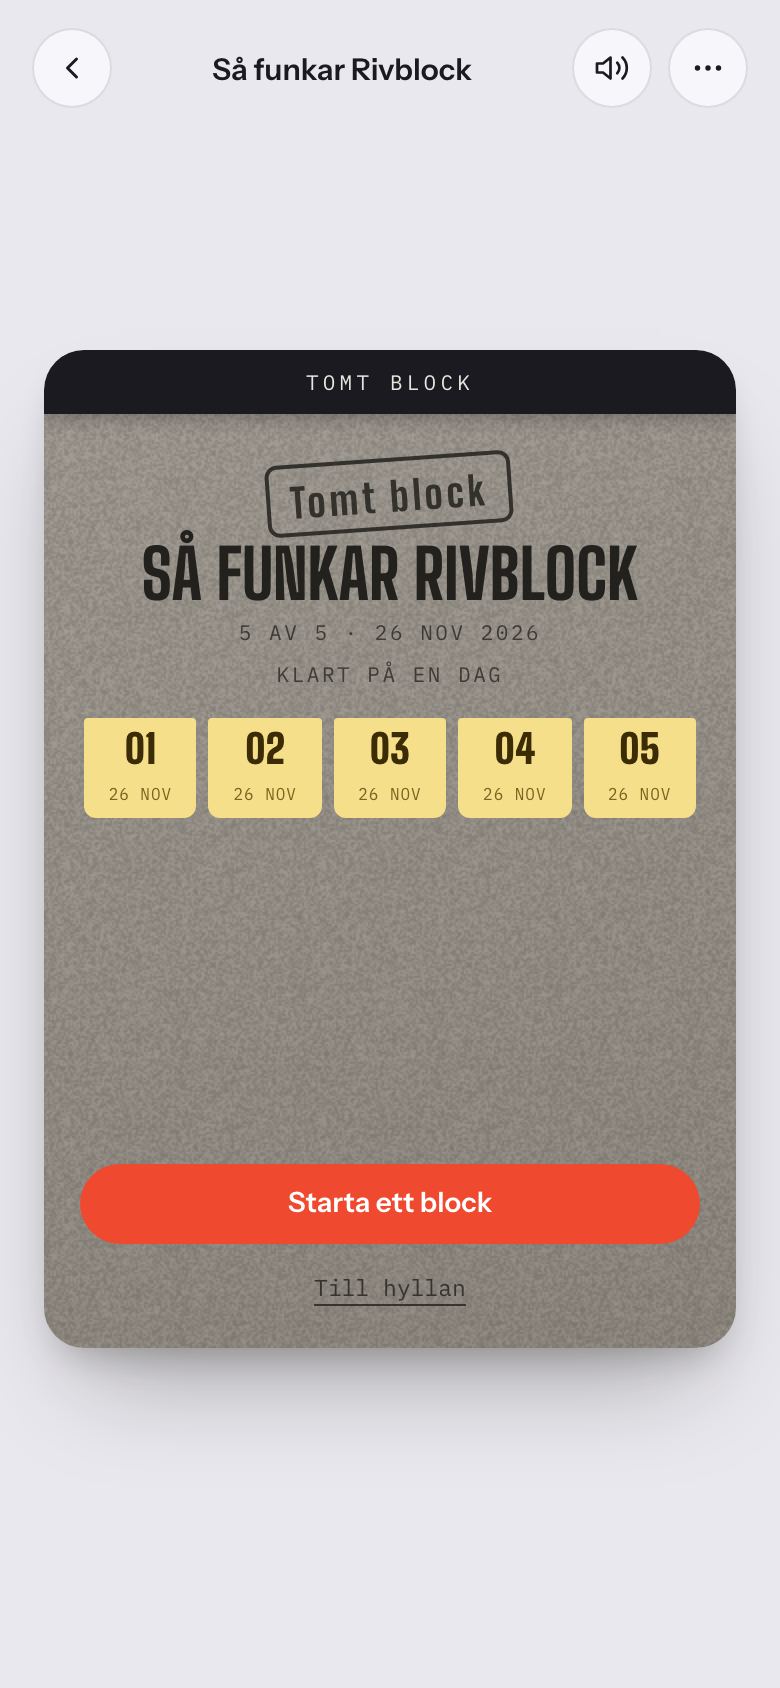 Så funkar Rivblock
TOMT BLOCK
Tomt block
SÅ FUNKAR RIVBLOCK
5 AV 5 · 26 NOV 2026
KLART PÅ EN DAG
01 02 03 04 05
26 NOV 26 NOV 26 NOV 26 NOV 26 NOV
Starta ett block
Till hyllan